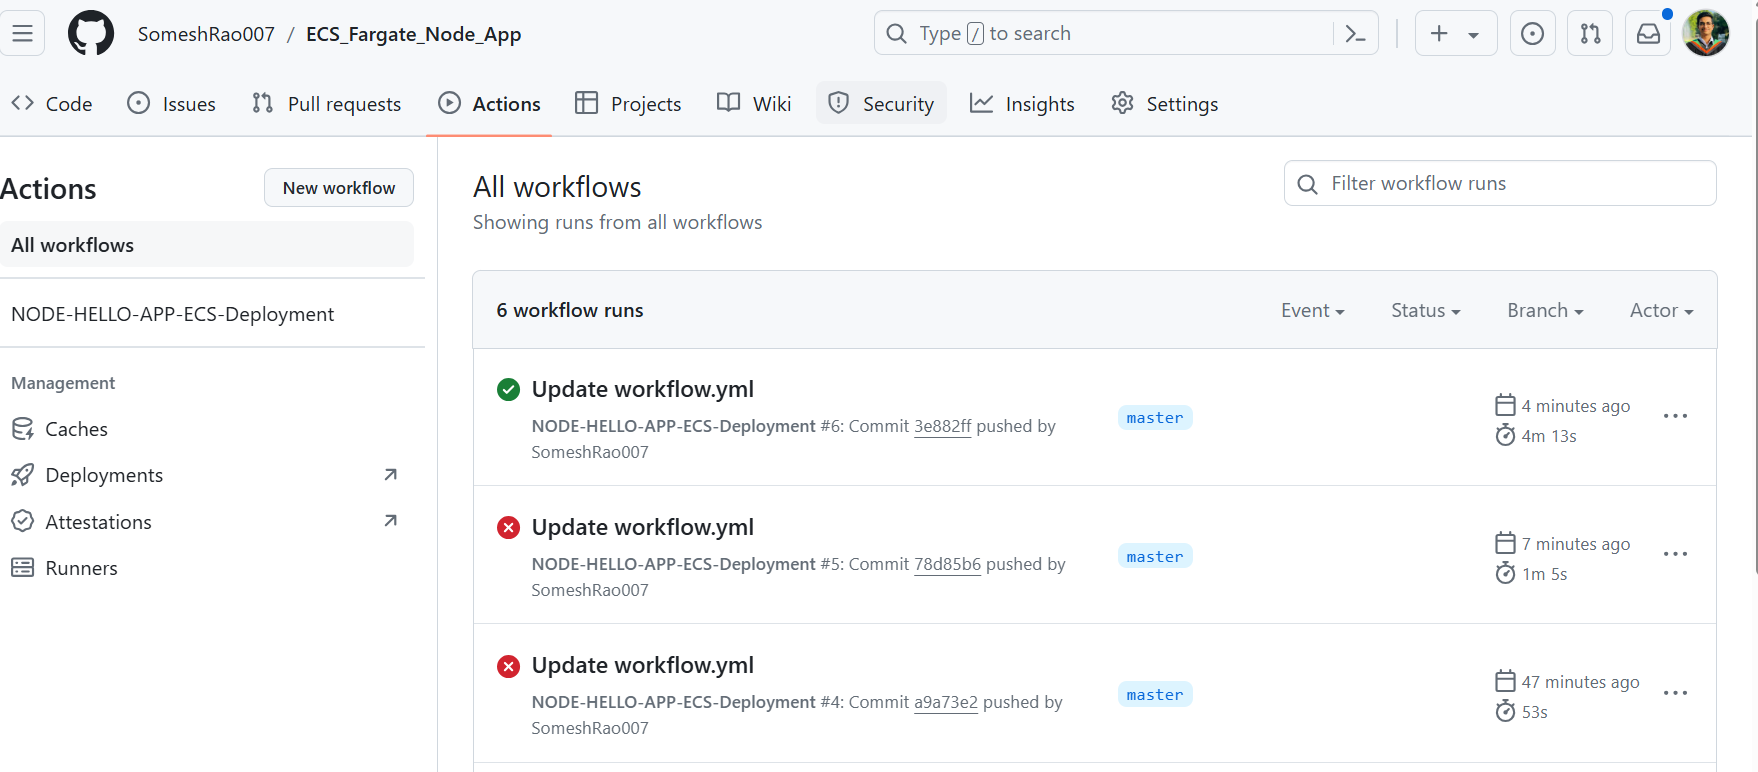 SomeshRao007 / ECS_Fargate_Node_App
Type / to search
Code
Issues
Pull requests
Actions
Projects
Wiki
Security
Insights
Settings
Actions
New workflow
All workflows
NODE-HELLO-APP-ECS-Deployment
Management
Caches
Deployments
Attestations
Runners
All workflows
Showing runs from all workflows
Filter workflow runs
6 workflow runs
Event
Status
Branch
Actor
Update workflow.yml
NODE-HELLO-APP-ECS-Deployment #6: Commit 3e882ff pushed by
SomeshRao007
master
4 minutes ago
4m 13s
Update workflow.yml
NODE-HELLO-APP-ECS-Deployment #5: Commit 78d85b6 pushed by
SomeshRao007
master
7 minutes ago
1m 5s
Update workflow.yml
NODE-HELLO-APP-ECS-Deployment #4: Commit a9a73e2 pushed by
SomeshRao007
master
47 minutes ago
53s